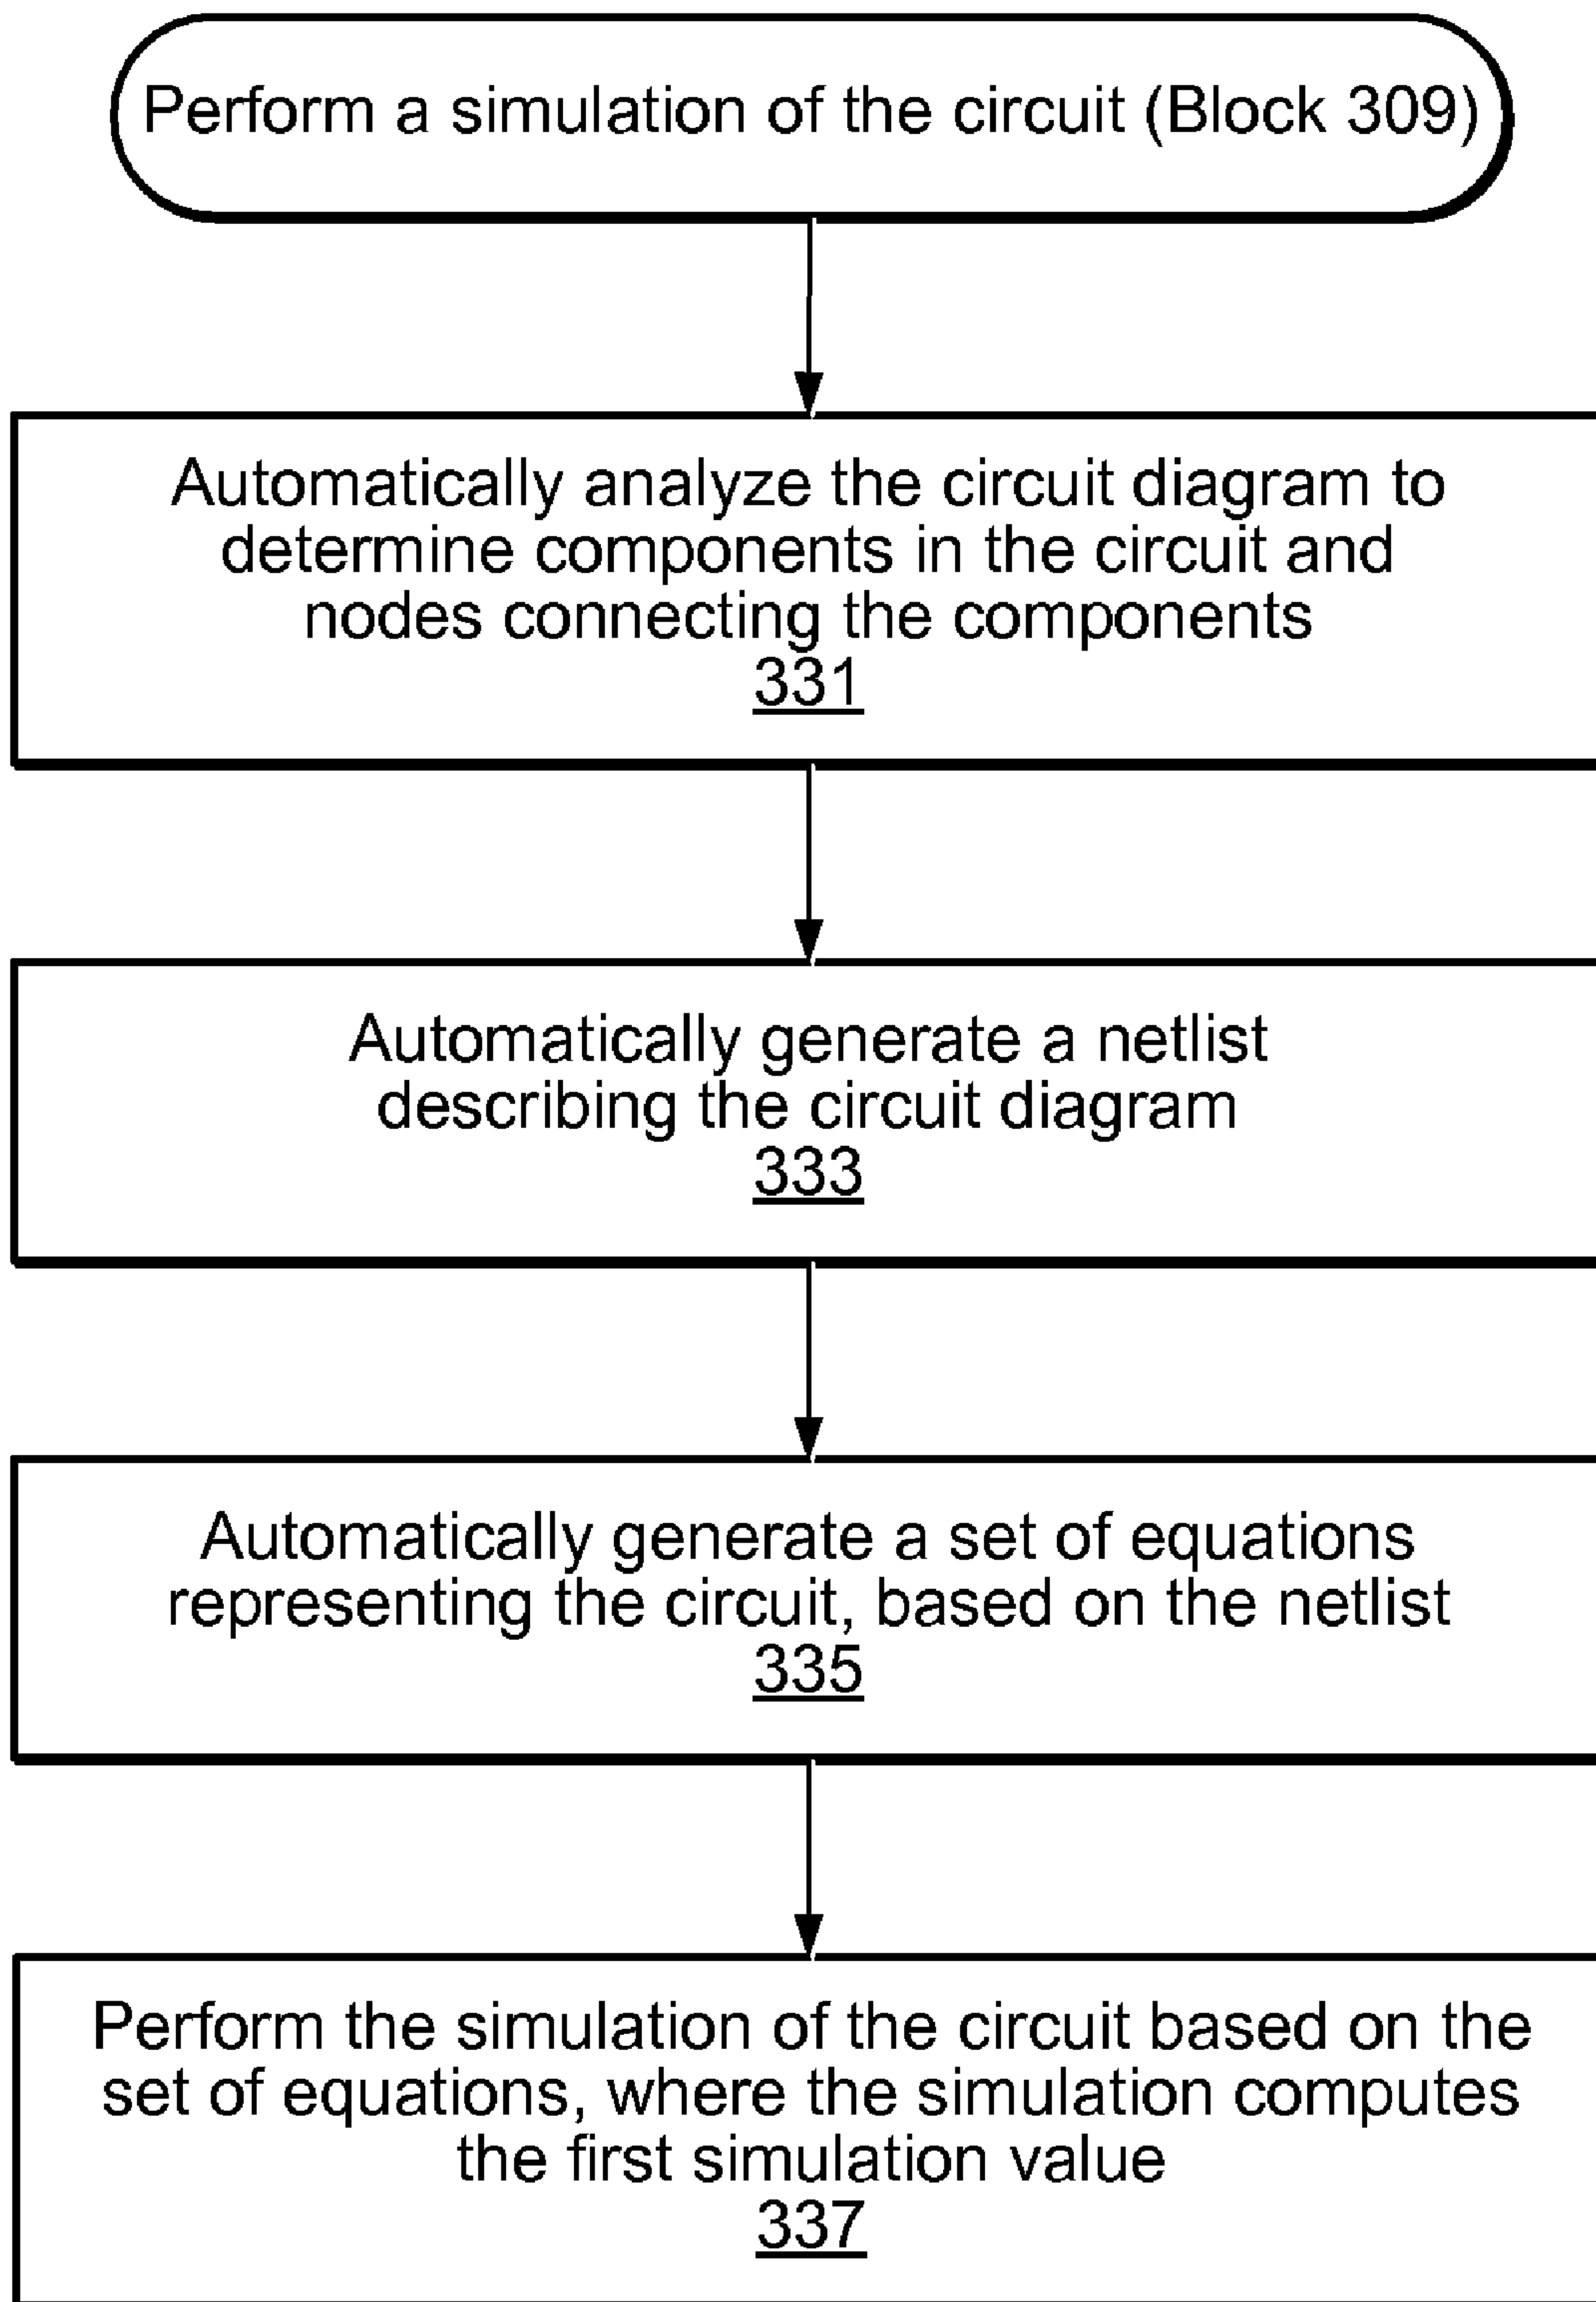 Perform a simulation of the circuit (Block 309)
Automatically analyze the circuit diagram to
determine components in the circuit and
nodes connecting the components
331
Automatically generate a netlist
describing the circuit diagram
333
Automatically generate a set of equations
representing the circuit, based on the netlist
335
Perform the simulation of the circuit based on the
set of equations, where the simulation computes
the first simulation value
337